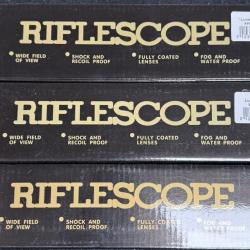 RIFLESCOPE
WIDE FIELD OF VIEW
SHOCK AND RECOIL PROOF
FULLY COATED LENSES
FOG AND WATER PROOF
RIFLESCOPE
WIDE FIELD OF VIEW
SHOCK AND RECOIL PROOF
FULLY COATED LENSES
FOG AND WATER PROOF
RIFLESCOPE
WIDE FIELD OF VIEW
SHOCK AND RECOIL PROOF
FULLY COATED LENSES
FOG AND WATER PROOF